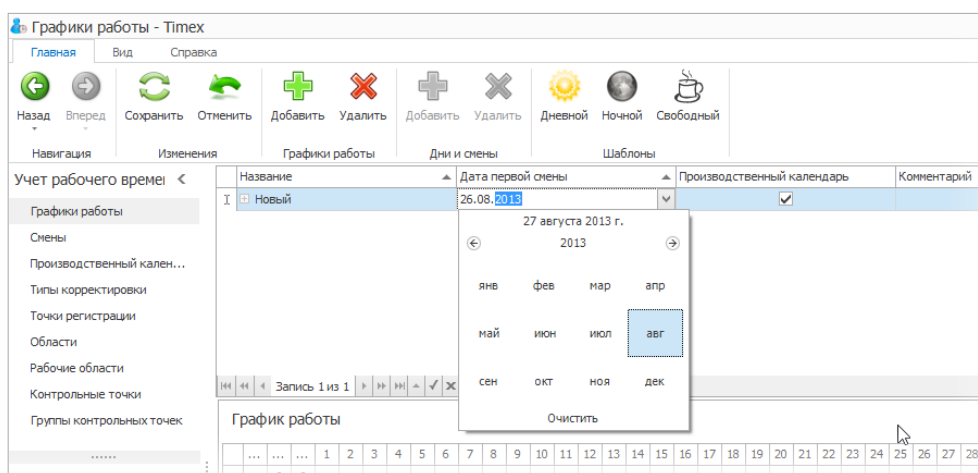 Графики работы - Timex
Главная Вид Справка
Назад Вперед Сохранить Отменить Добавить Удалить Добавить Удалить Дневной Ночной Свободный
Навигация Изменения Графики работы Дни и смены Шаблоны
Учет рабочего времен
Название Дата первой смены Производственный календарь Комментарий
Новый 26.08.2013
27 августа 2013 г.
2013
янв фев мар апр
май июн июл авг
сен окт ноя дек
Очистить
Графики работы
Смены
Производственный кален...
Типы корректировки
Точки регистрации
Области
Рабочие области
Контрольные точки
Группы контрольных точек
Запись 1 из 1
График работы
... ... ... 1 2 3 4 5 6 7 8 9 10 11 12 13 14 15 16 17 18 19 20 21 22 23 24 25 26 27 28